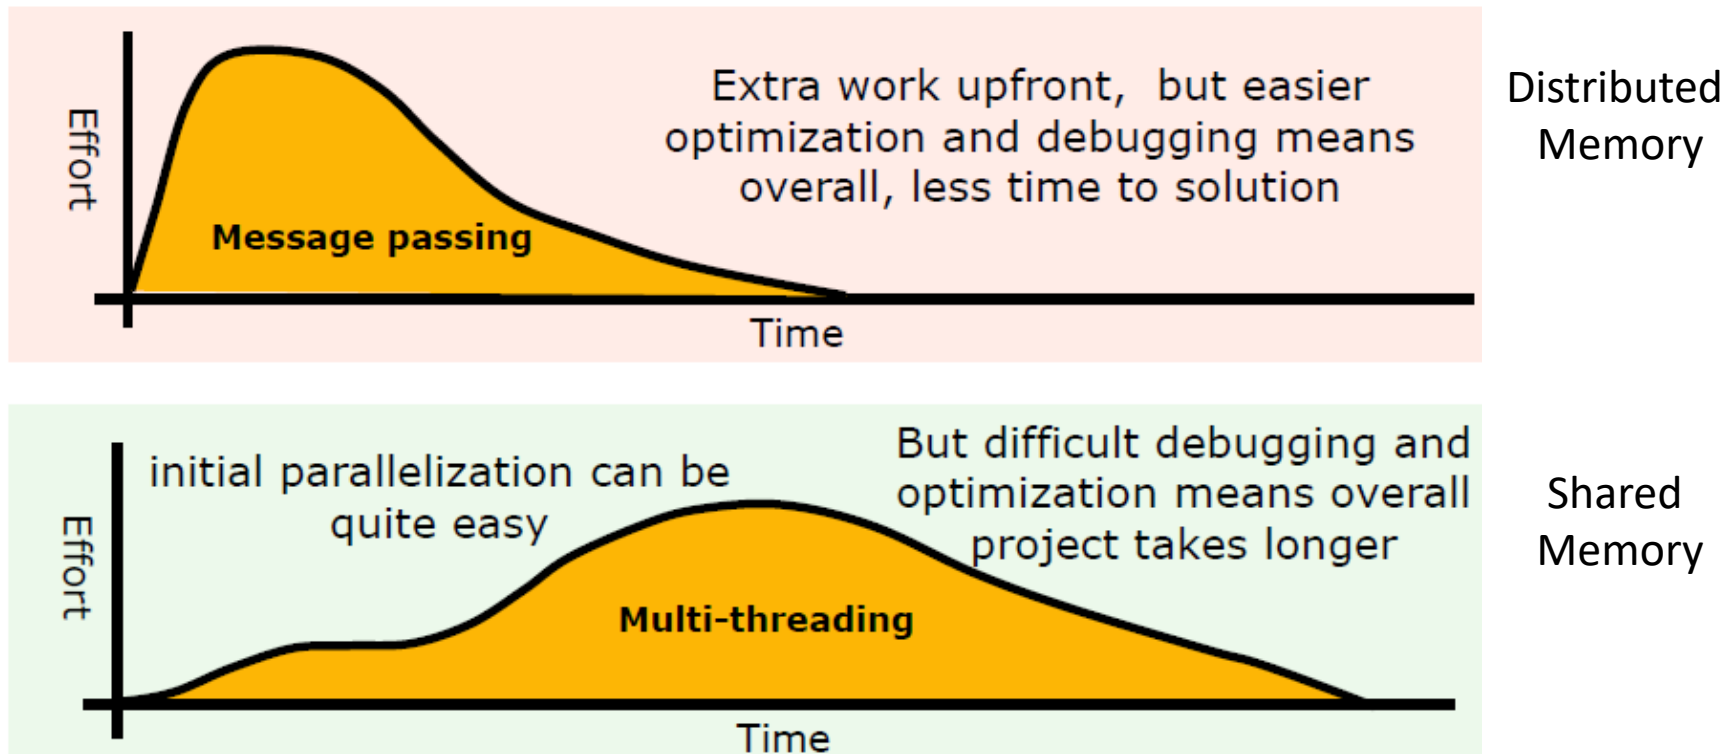 Effort
Extra work upfront,  but easier
optimization and debugging means
overall, less time to solution
Message passing
Time
Distributed
Memory
Effort
initial parallelization can be
quite easy
But difficult debugging and
optimization means overall
project takes longer
Multi-threading
Time
Shared
Memory